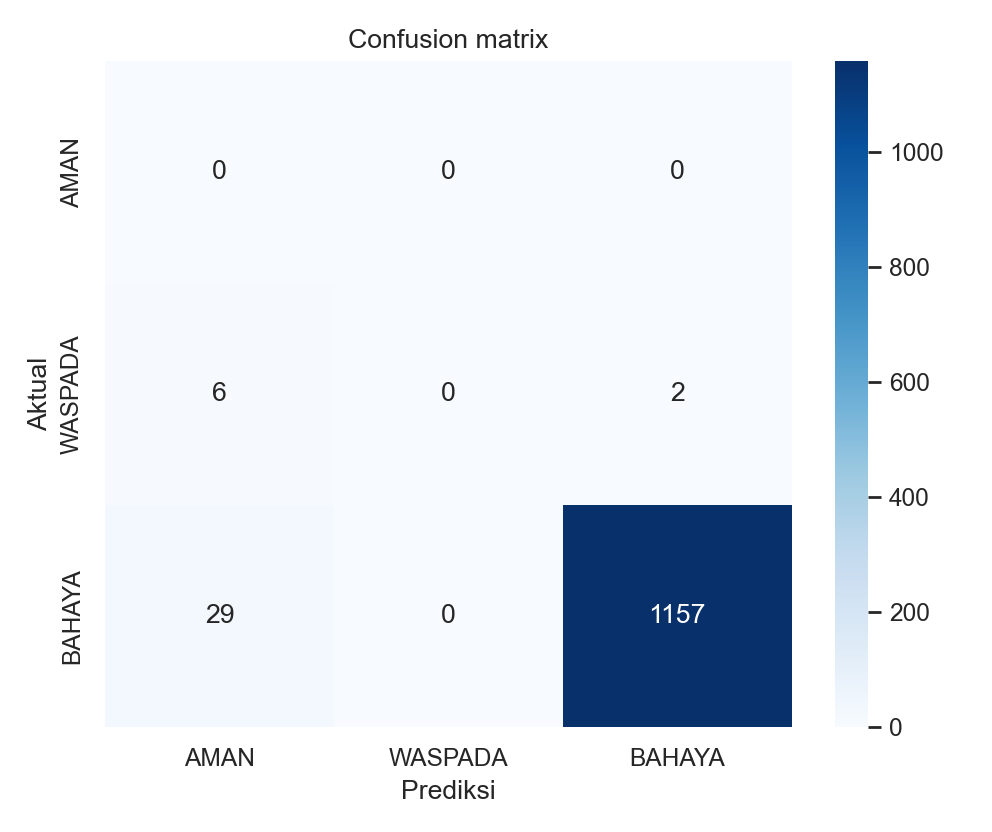 Confusion matrix
AMAN
0 0 0
Aktual
WASPADA
6 0 2
BAHAYA
29 0 1157
AMAN WASPADA BAHAYA
Prediksi
1000
800
600
400
200
0